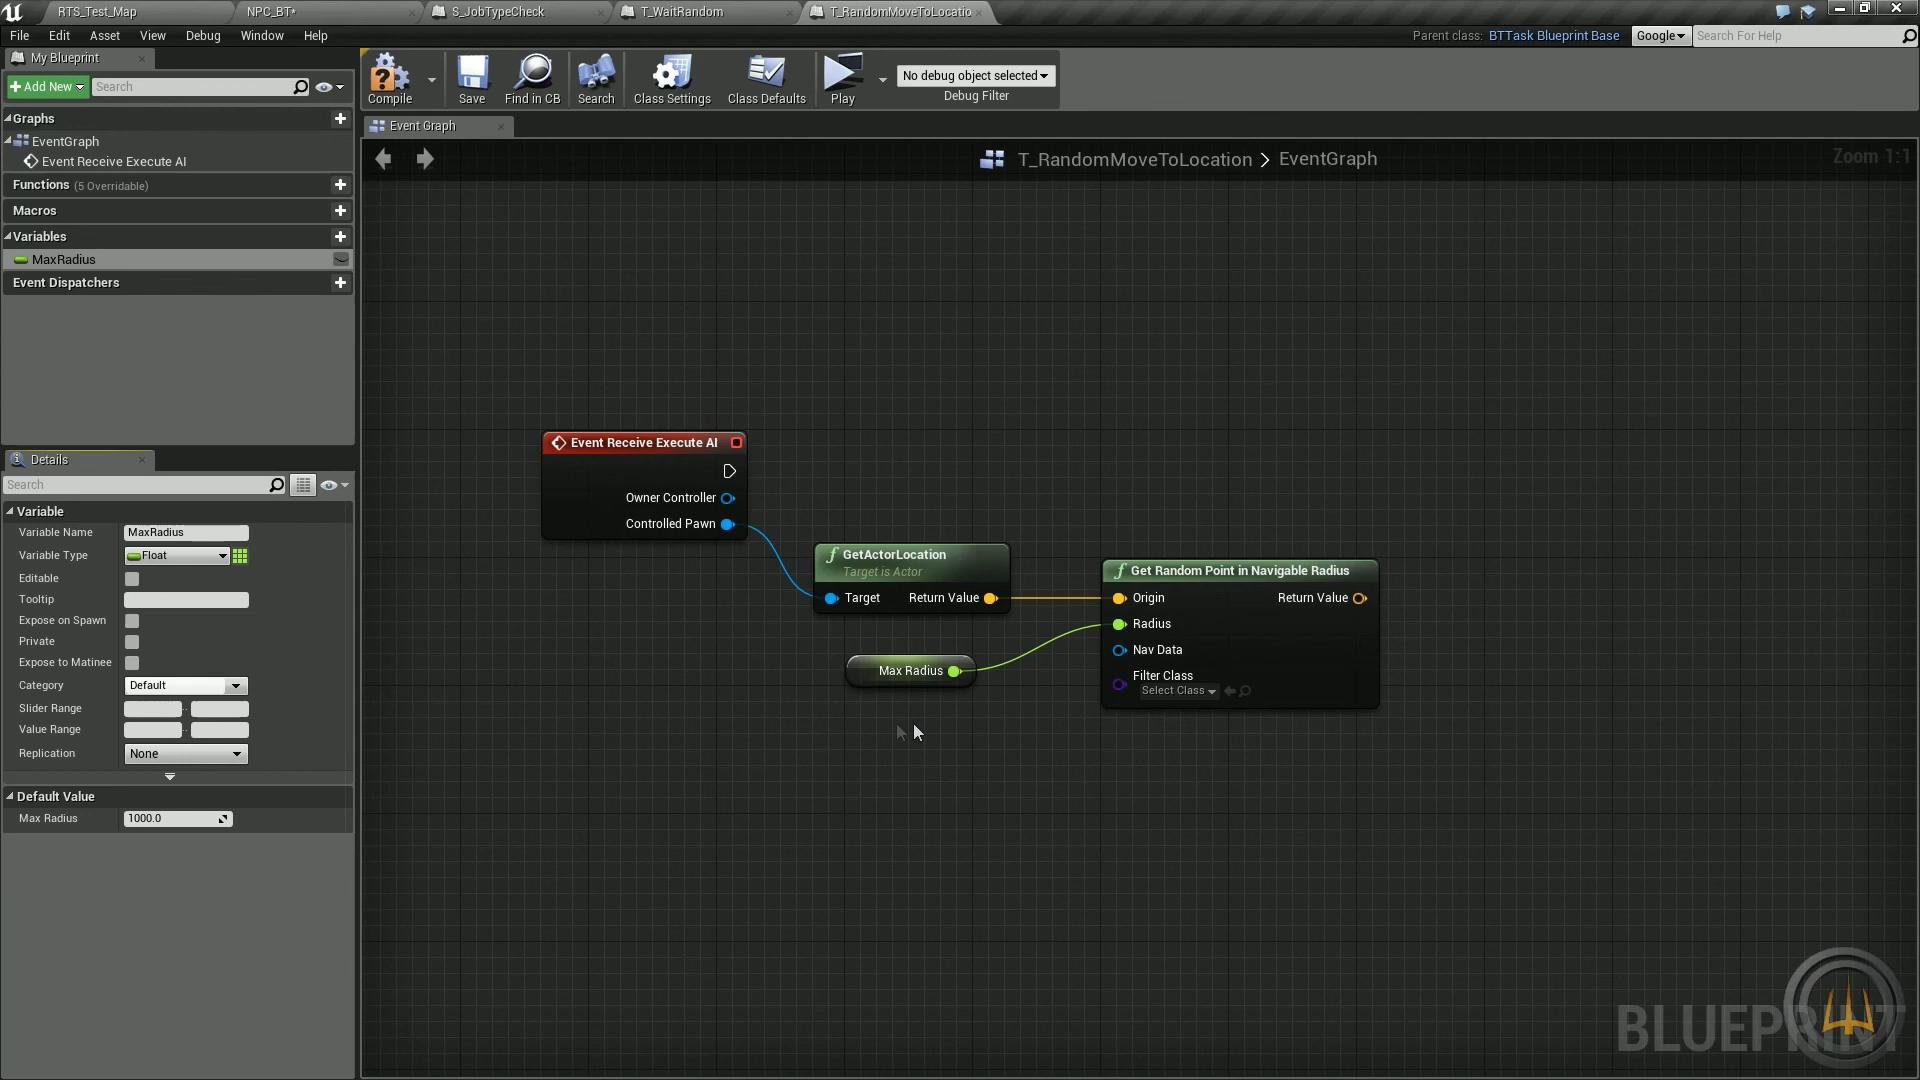 RTS_Test_Map
NPC_BT*
S_JobTypeCheck
T_WaitRandom
T_RandomMoveToLocatio
File Edit Asset View Debug Window Help
Parent class: BTTask Blueprint Base
Google
Search For Help
My Blueprint
Add New
Search
Compile
Save
Find in CB
Search
Class Settings
Class Defaults
Play
No debug object selected
Debug Filter
Graphs
EventGraph
Event Receive Execute AI
Functions (5 Overridable)
Macros
Variables
MaxRadius
Event Dispatchers
Event Graph
T_RandomMoveToLocation > EventGraph
Zoom 1:1
Event Receive Execute AI
Owner Controller
Controlled Pawn
GetActorLocation
Target is Actor
Target
Return Value
Max Radius
Get Random Point in Navigable Radius
Origin
Return Value
Radius
Nav Data
Filter Class
Select Class
Details
Search
Variable
Variable Name MaxRadius
Variable Type Float
Editable
Tooltip
Expose on Spawn
Private
Expose to Matinee
Category Default
Slider Range
Value Range
Replication None
Default Value
Max Radius 1000.0
BLUEPRINT